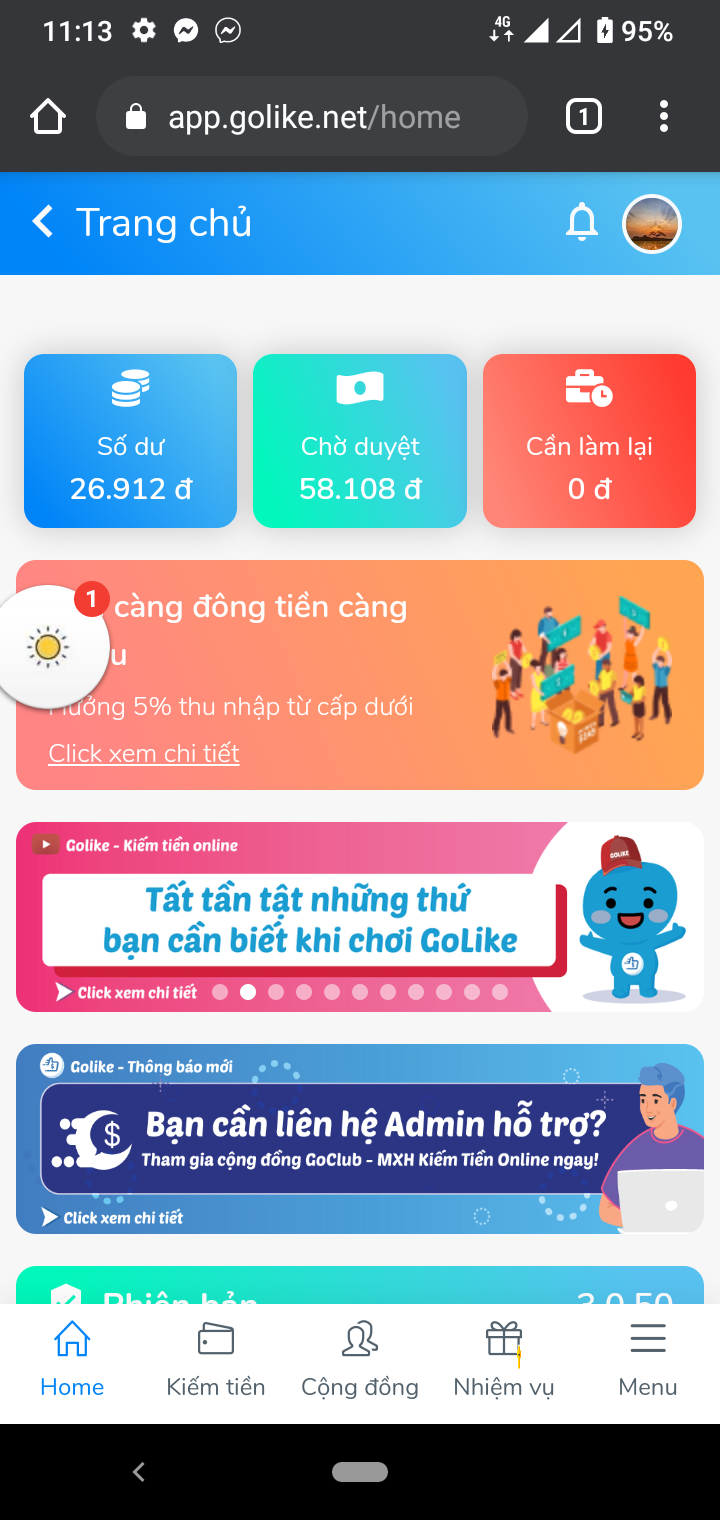 11:13
4G
95%
app.golike.net/home
1
Trang chủ
Số dư
26.912 đ
Chờ duyệt
58.108 đ
Cần làm lại
0 đ
1
càng đông tiền càng
u
Hưởng 5% thu nhập từ cấp dưới
Click xem chi tiết
Golike - Kiếm tiền online
Tất tần tật những thứ
bạn cần biết khi chơi GoLike
Click xem chi tiết
GOLIKE
Golike - Thông báo mới
$
Bạn cần liên hệ Admin hỗ trợ?
Tham gia cộng đồng GoClub - MXH Kiếm Tiền Online ngay!
Click xem chi tiết
Phiên bản 3.0.50
Home
Kiếm tiền
Cộng đồng
Nhiệm vụ
Menu